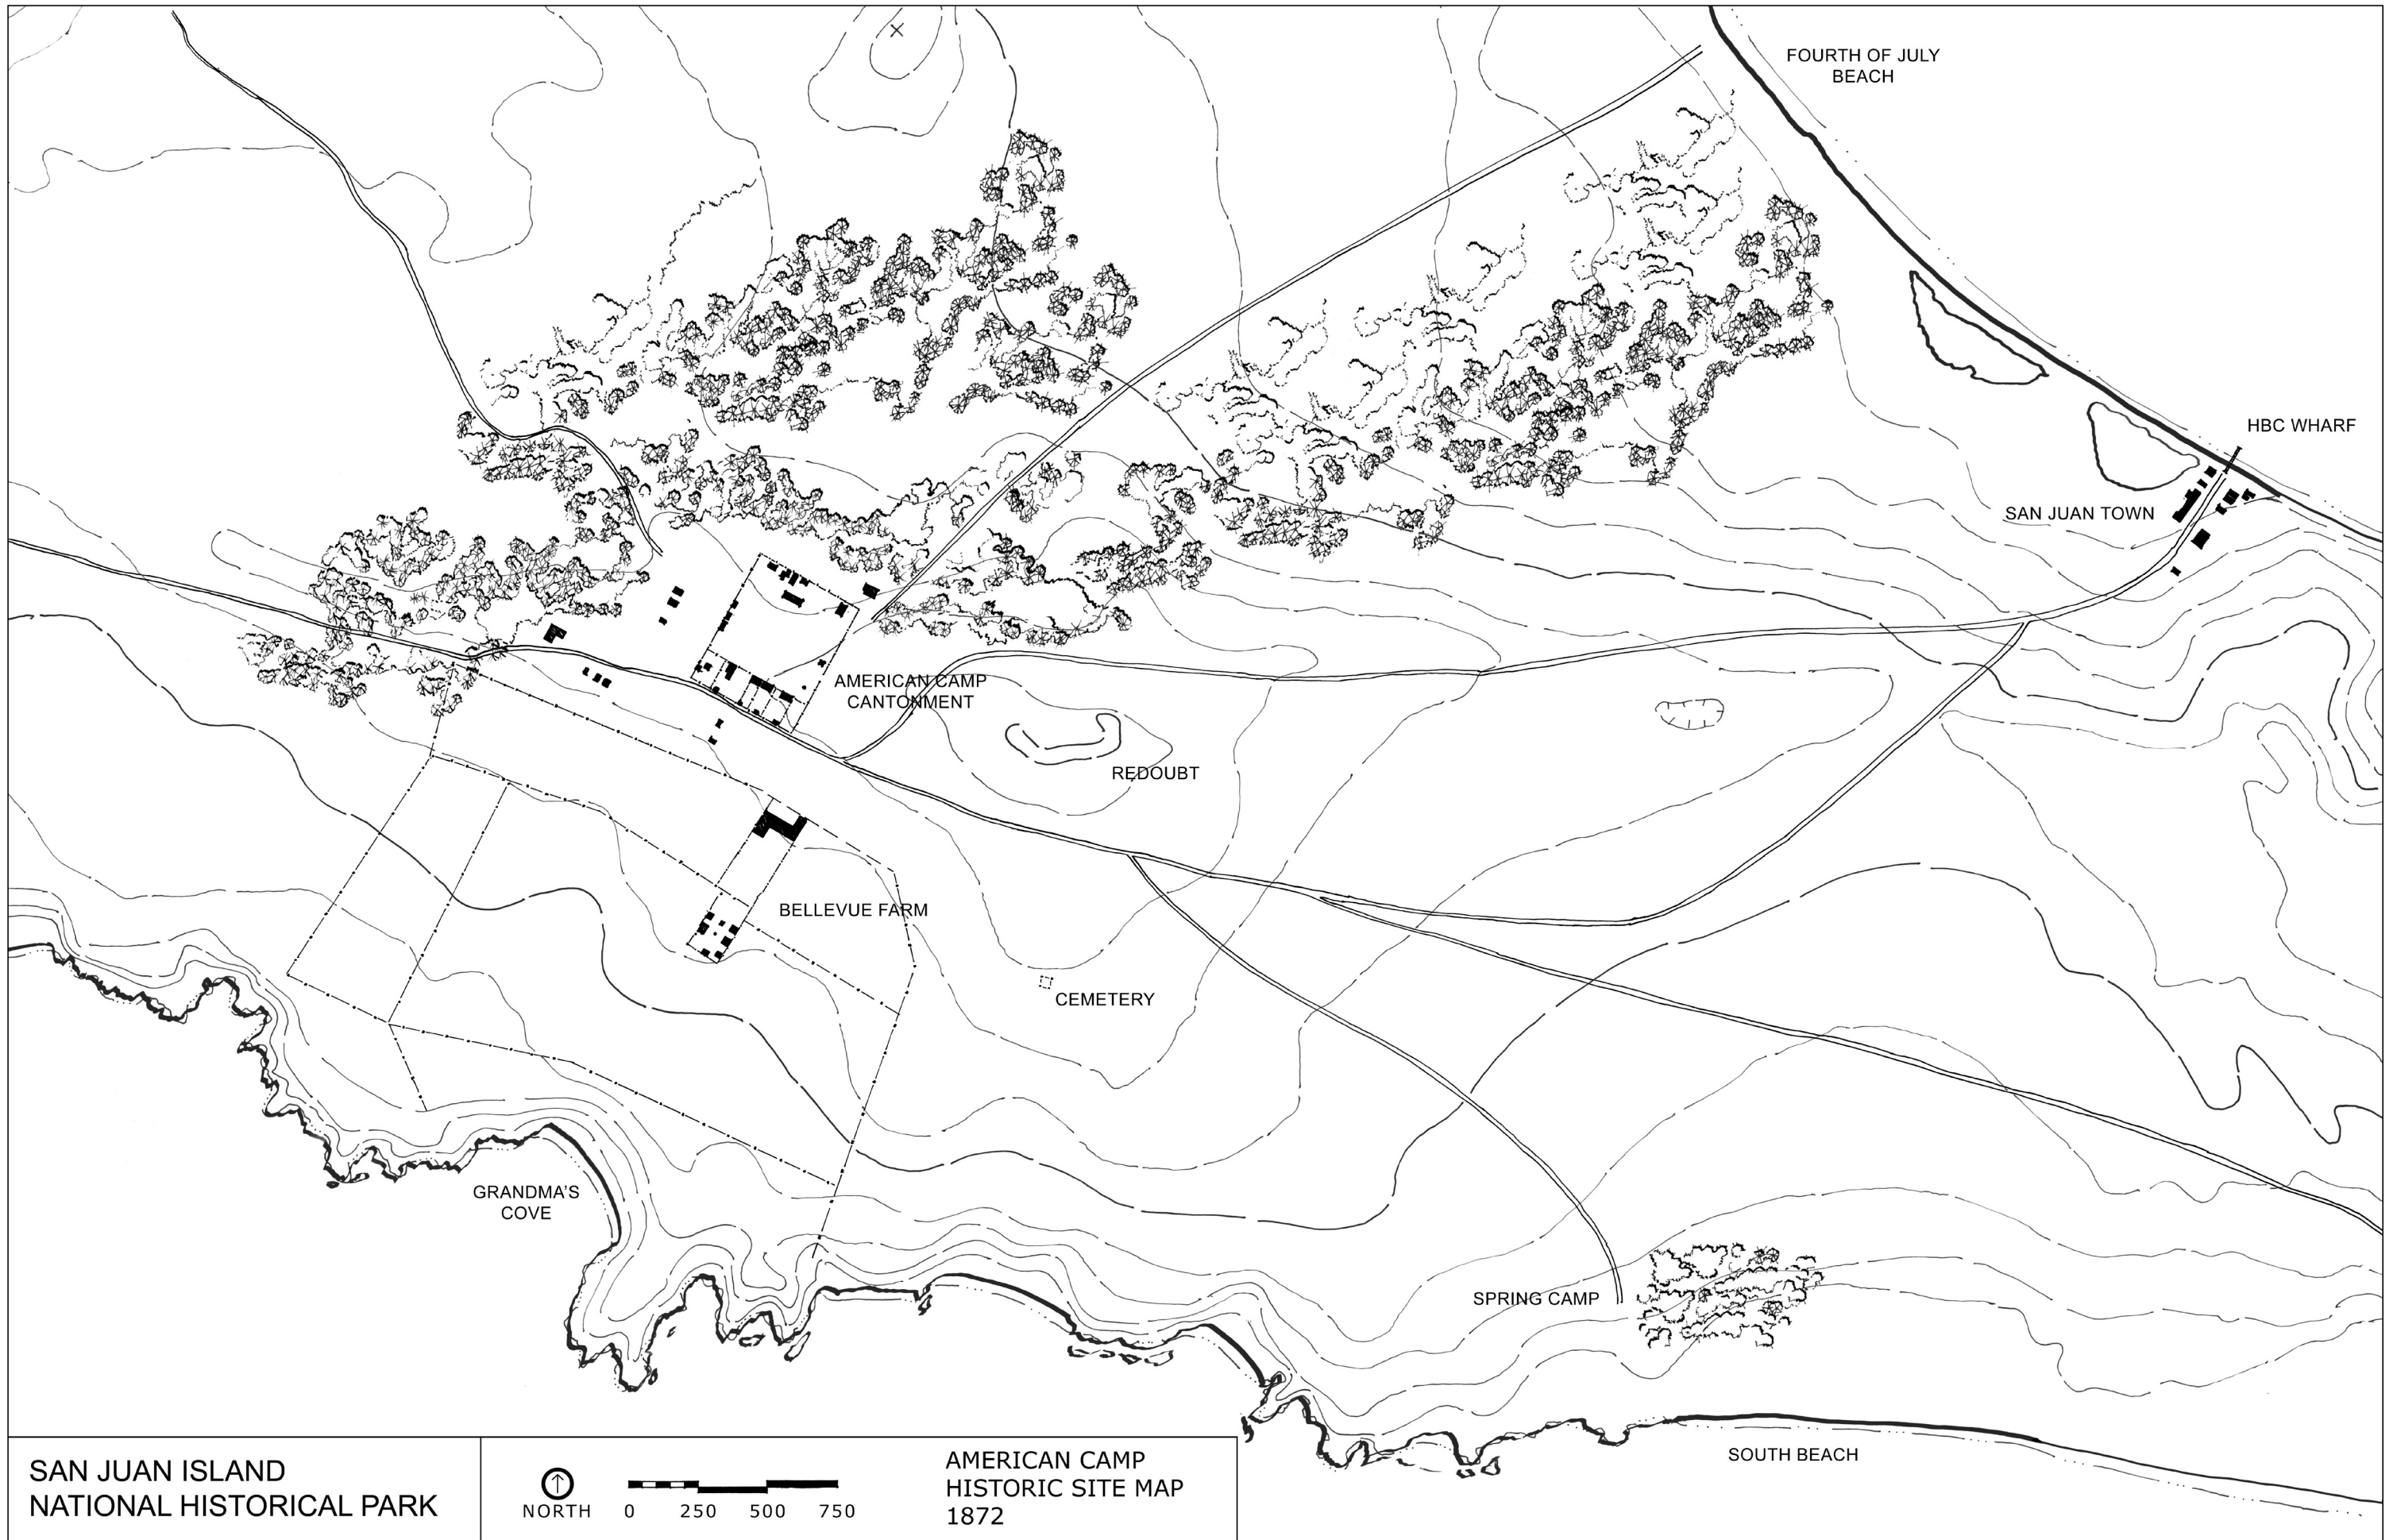 FOURTH OF JULY
BEACH
HBC WHARF
SAN JUAN TOWN
AMERICAN CAMP
CANTONMENT
REDOUBT
BELLEVUE FARM
CEMETERY
GRANDMA'S
COVE
SPRING CAMP
SOUTH BEACH
SAN JUAN ISLAND
NATIONAL HISTORICAL PARK
NORTH
0 250 500 750
AMERICAN CAMP
HISTORIC SITE MAP
1872